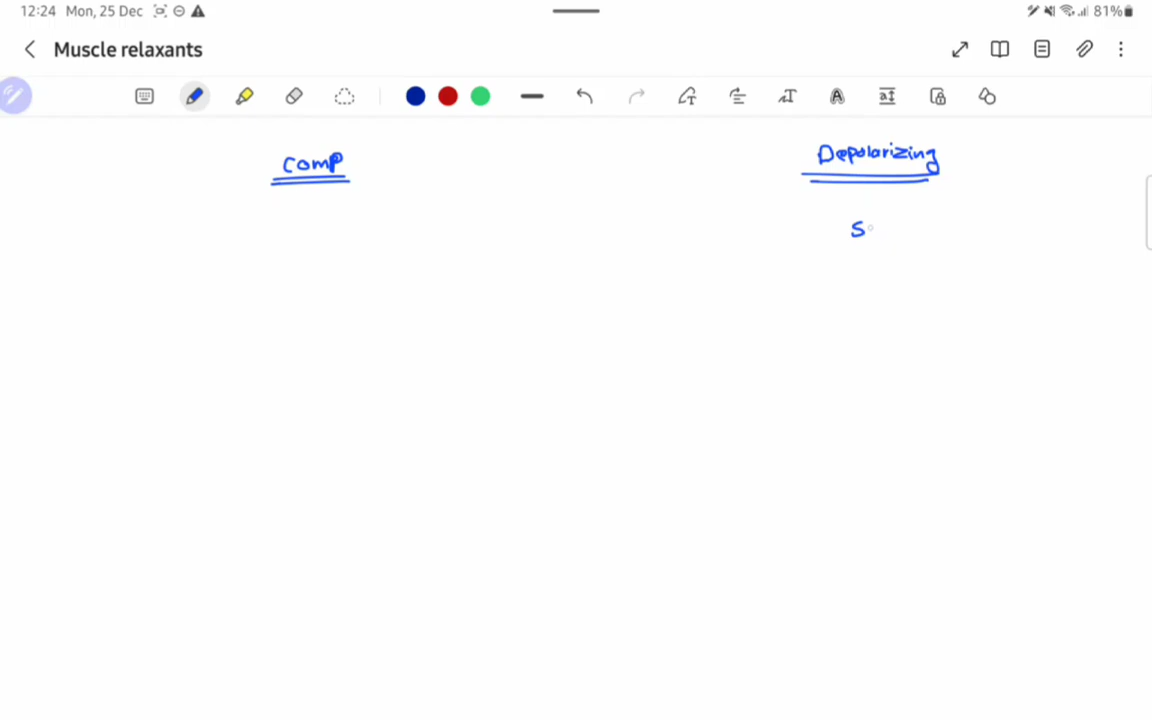 12:24 Mon, 25 Dec 81%
Muscle relaxants
comp
Depolarizing
S